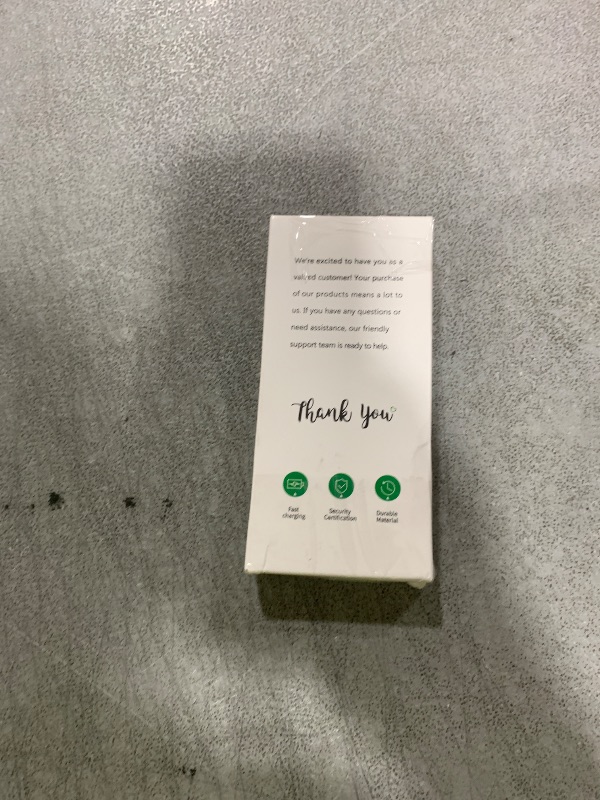 We're excited to have you as a
valued customer! Your purchase
of our products means a lot to
us. If you have any questions or
need assistance, our friendly
support team is ready to help.
Thank You
Fast
charging
Security
Certification
Durable
Material